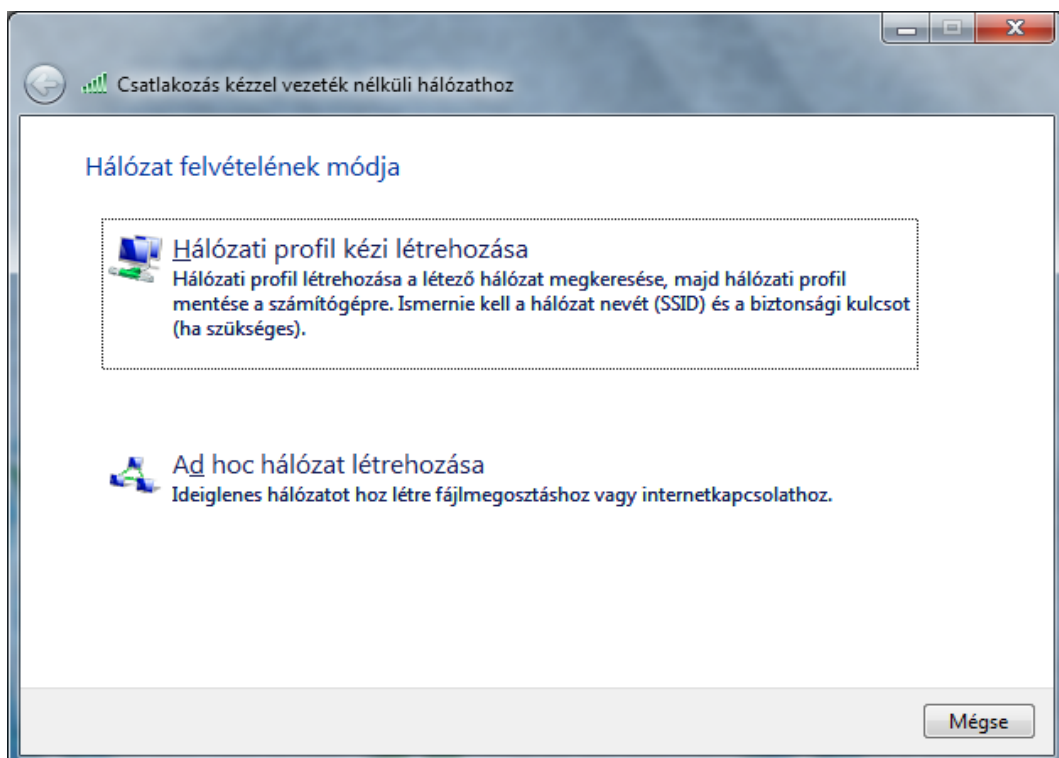 Csatlakozás kézzel vezeték nélküli hálózathoz
Hálózat felvételének módja
Hálózati profil kézi létrehozása
Hálózati profil létrehozása a létező hálózat megkeresése, majd hálózati profil
mentése a számítógépre. Ismernie kell a hálózat nevét (SSID) és a biztonsági kulcsot
(ha szükséges).
Ad hoc hálózat létrehozása
Ideiglenes hálózatot hoz létre fájlmegosztáshoz vagy internetkapcsolathoz.
Mégse